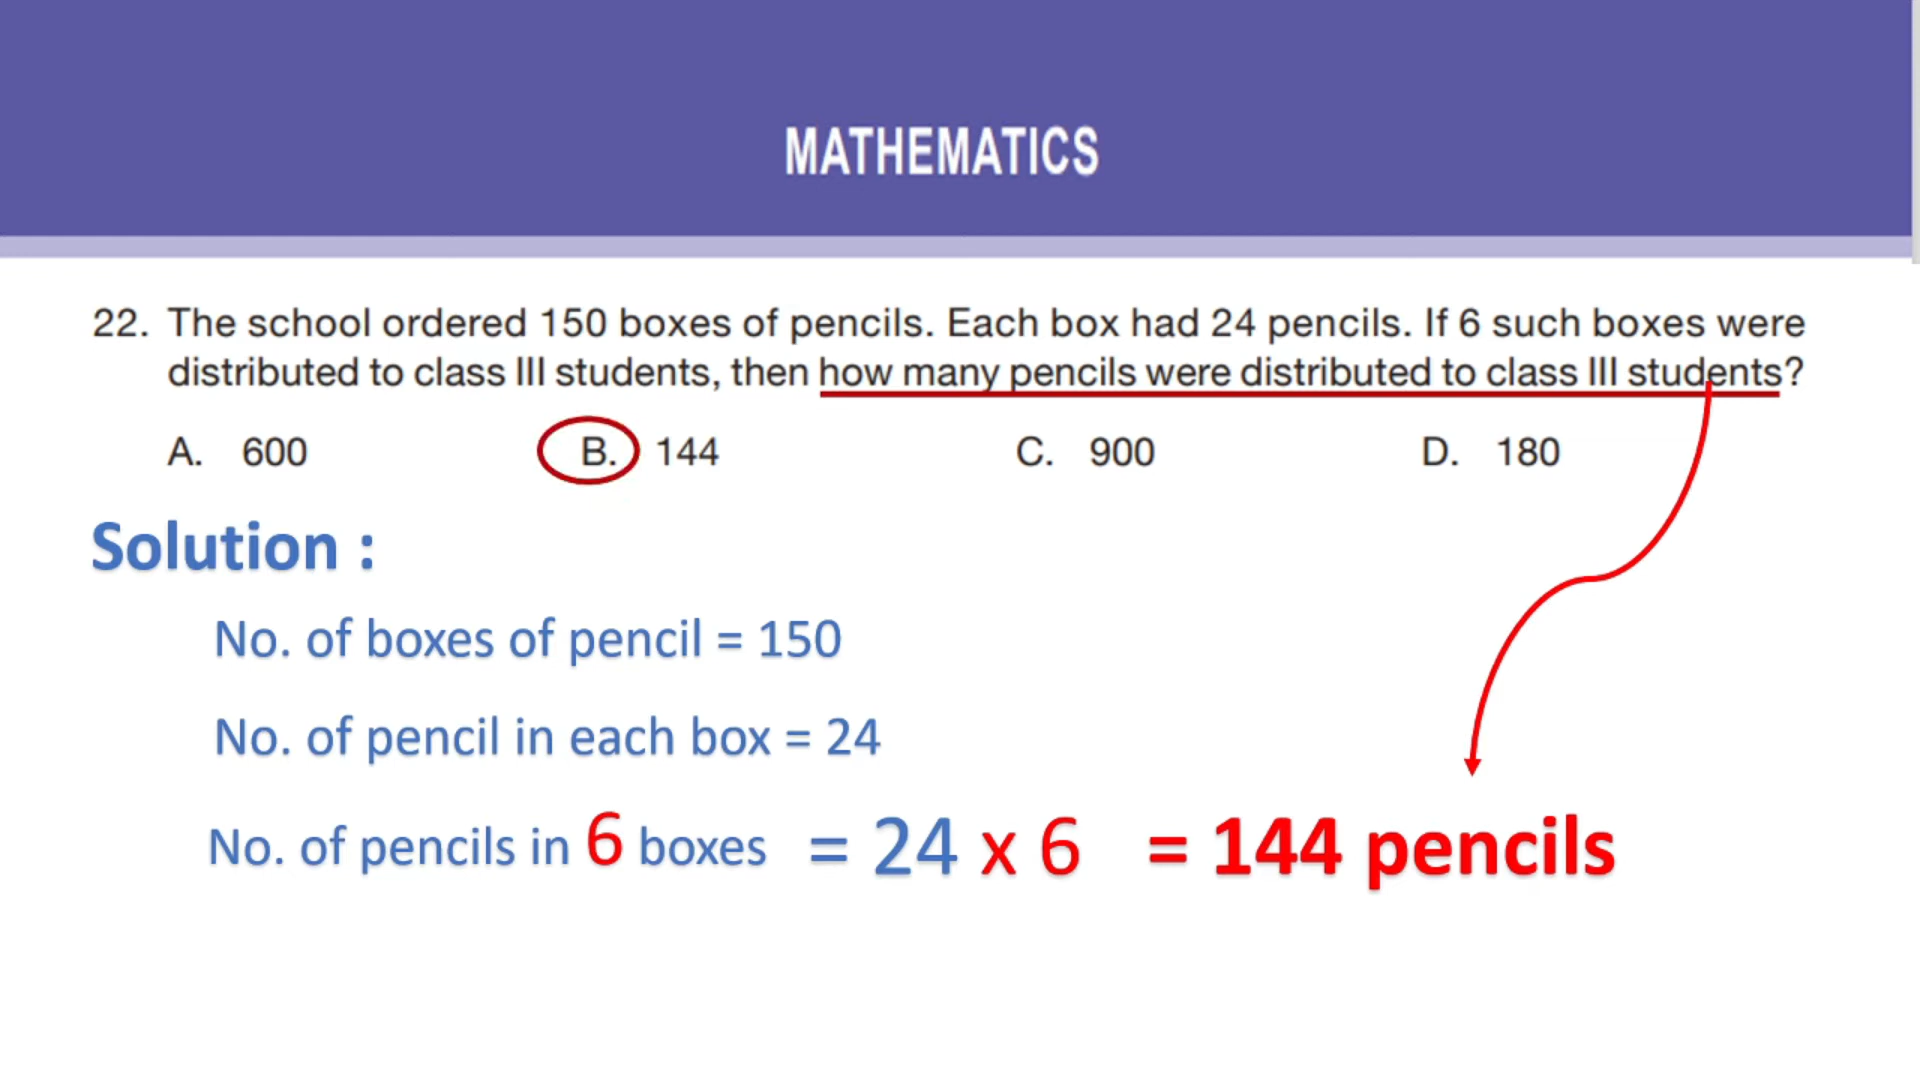 MATHEMATICS
22. The school ordered 150 boxes of pencils. Each box had 24 pencils. If 6 such boxes were
distributed to class III students, then how many pencils were distributed to class III students?
A. 600 B. 144 C. 900 D. 180
Solution :
No. of boxes of pencil = 150
No. of pencil in each box = 24
No. of pencils in 6 boxes = 24 x 6 = 144 pencils